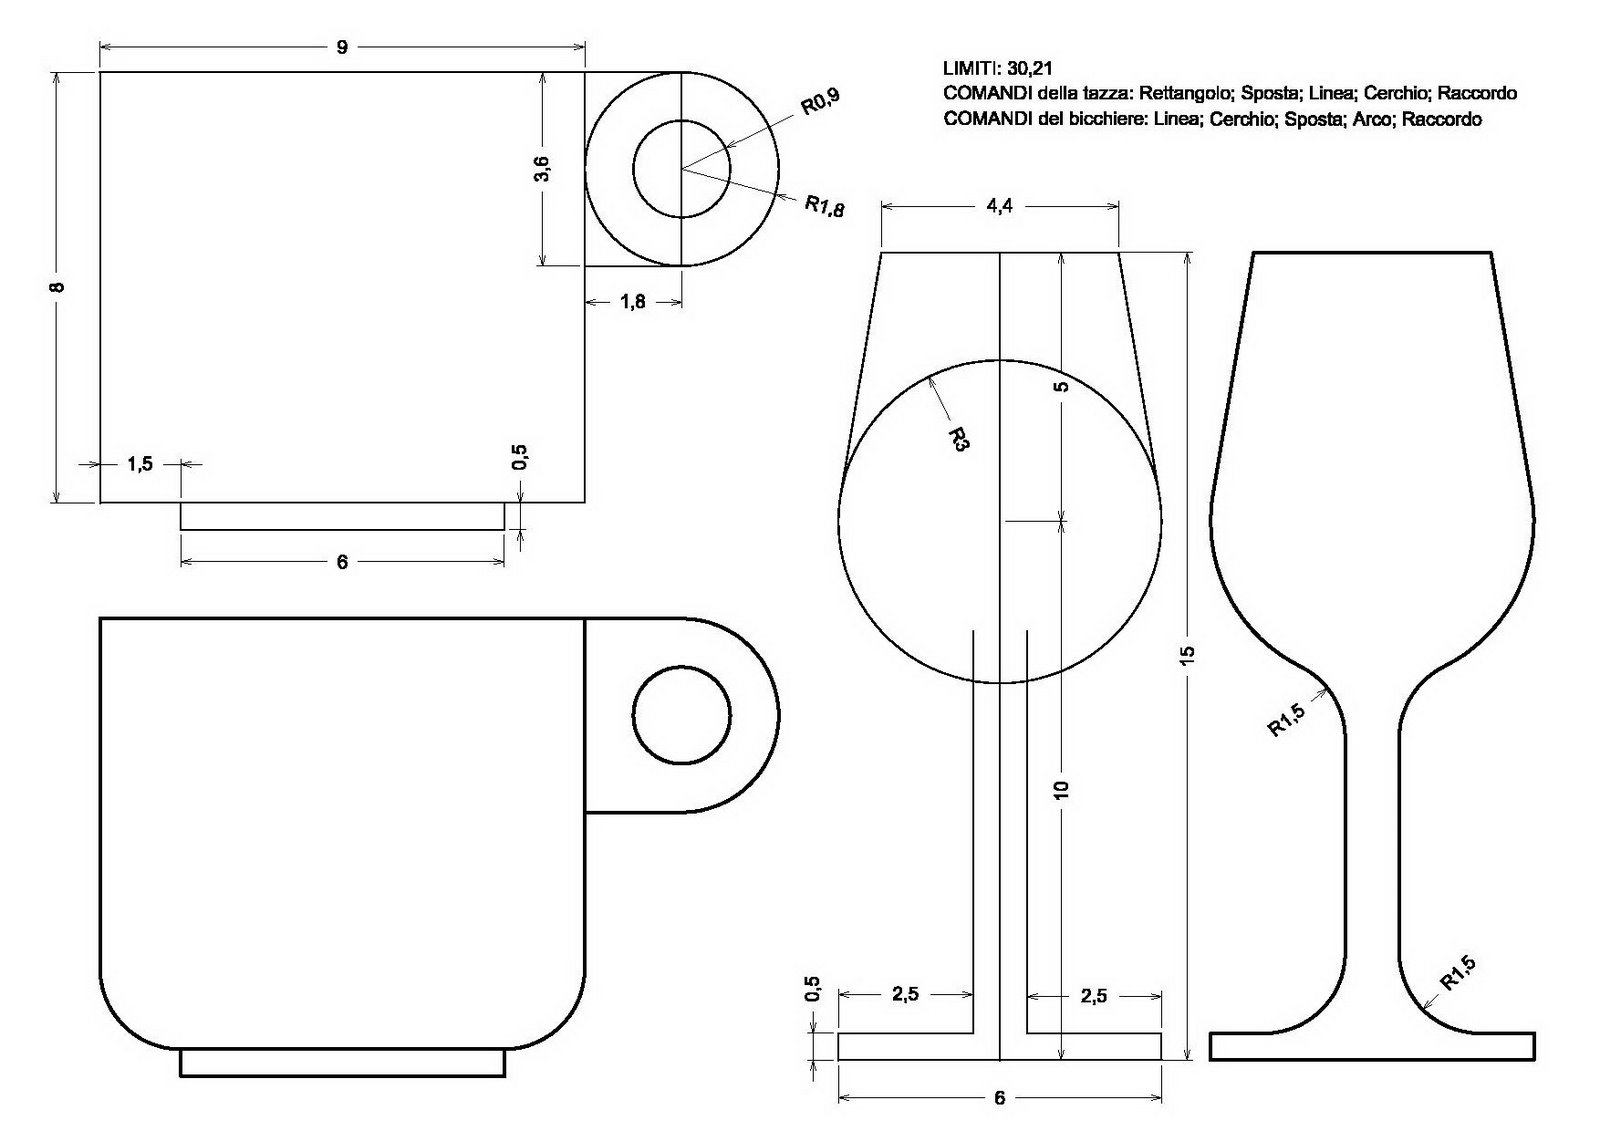 9
LIMITI: 30,21
COMANDI della tazza: Rettangolo; Sposta; Linea; Cerchio; Raccordo
COMANDI del bicchiere: Linea; Cerchio; Sposta; Arco; Raccordo
R0,9
3,6
R1,8
4,4
8
1,8
5
R3
1,5
0,5
6
15
R1,5
10
R1,5
0,5
2,5
2,5
6